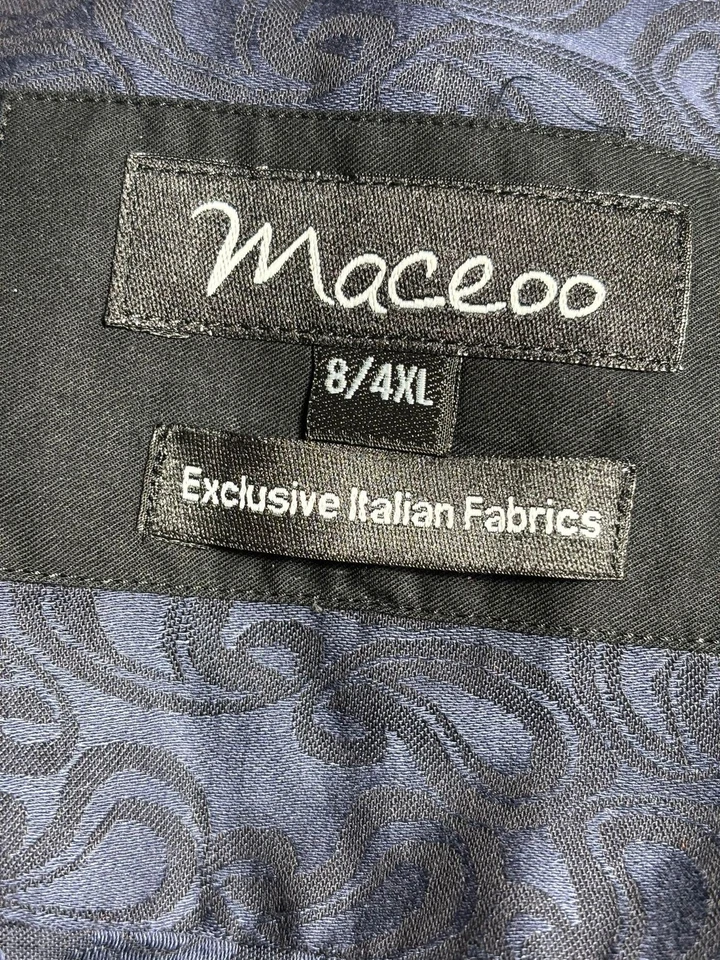 Maceoo
8/4XL
Exclusive Italian Fabrics